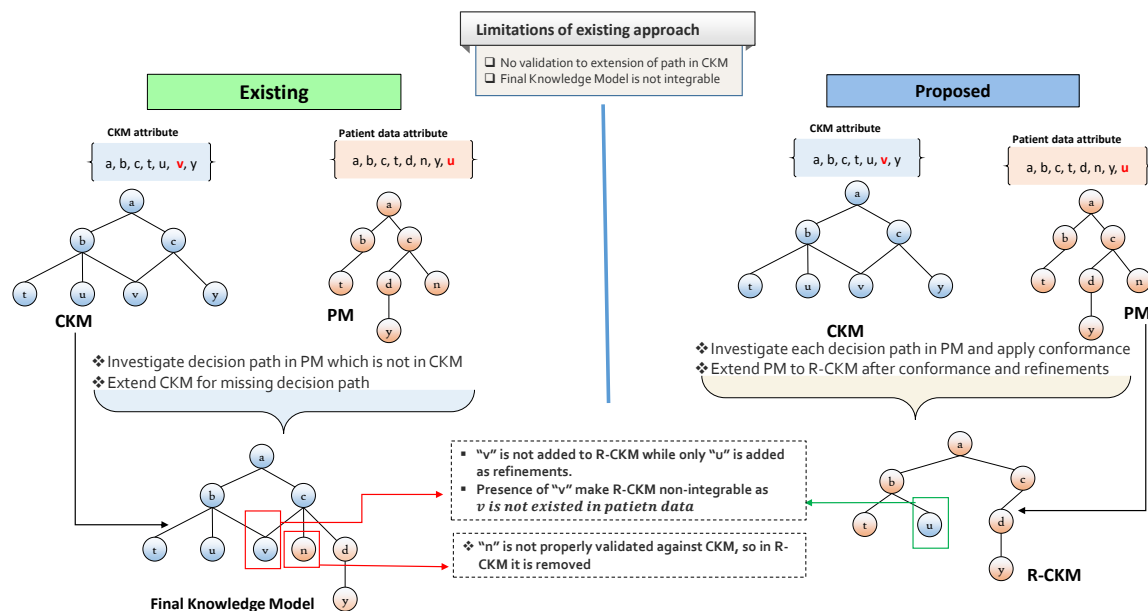 Limitations of existing approach
❑ No validation to extension of path in CKM
❑ Final Knowledge Model is not integrable
Existing
CKM attribute
a, b, c, t, u, v, y
Patient data attribute
a, b, c, t, d, n, y, u
a
b
c
t
u
v
y
CKM
a
b
c
t
d
n
y
PM
❖ Investigate decision path in PM which is not in CKM
❖ Extend CKM for missing decision path
a
b
c
t
u
v
n
d
y
Final Knowledge Model
▪ “v” is not added to R-CKM while only “u” is added
as refinements.
▪ Presence of “v” make R-CKM non-integrable as
v is not existed in patietn data
❖ “n” is not properly validated against CKM, so in R-
CKM it is removed
Proposed
CKM attribute
a, b, c, t, u, v, y
Patient data attribute
a, b, c, t, d, n, y, u
a
b
c
t
u
v
y
CKM
a
b
c
t
d
n
y
PM
❖ Investigate each decision path in PM and apply conformance
❖ Extend PM to R-CKM after conformance and refinements
a
b
c
t
u
d
y
R-CKM